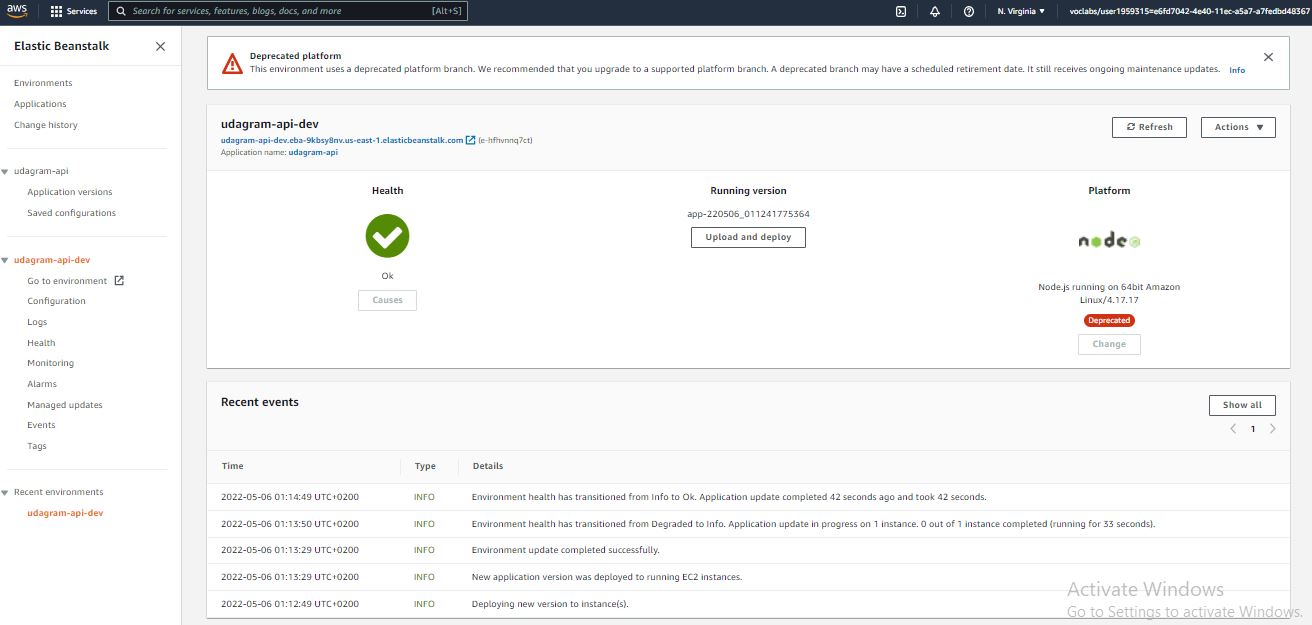 aws
Services
Search for services, features, blogs, docs, and more [Alt+S]
N. Virginia
voclabs/user1959315=e6fd7042-4e40-11ec-a5a7-a7fedbd48367
Elastic Beanstalk
Environments
Applications
Change history
udagram-api
Application versions
Saved configurations
udagram-api-dev
Go to environment
Configuration
Logs
Health
Monitoring
Alarms
Managed updates
Events
Tags
Recent environments
udagram-api-dev
Deprecated platform
This environment uses a deprecated platform branch. We recommended that you upgrade to a supported platform branch. A deprecated branch may have a scheduled retirement date. It still receives ongoing maintenance updates. Info
udagram-api-dev
udagram-api-dev.eba-9kbsy8nv.us-east-1.elasticbeanstalk.com (e-hfhvnnq7ct)
Application name: udagram-api
Refresh
Actions
Health
Ok
Causes
Running version
app-220506_011241775364
Upload and deploy
Platform
node
Node.js running on 64bit Amazon
Linux/4.17.17
Deprecated
Change
Recent events
Show all
1
Time Type Details
2022-05-06 01:14:49 UTC+0200 INFO Environment health has transitioned from Info to Ok. Application update completed 42 seconds ago and took 42 seconds.
2022-05-06 01:13:50 UTC+0200 INFO Environment health has transitioned from Degraded to Info. Application update in progress on 1 instance. 0 out of 1 instance completed (running for 33 seconds).
2022-05-06 01:13:29 UTC+0200 INFO Environment update completed successfully.
2022-05-06 01:13:29 UTC+0200 INFO New application version was deployed to running EC2 instances.
2022-05-06 01:12:49 UTC+0200 INFO Deploying new version to instance(s).
Activate Windows
Go to Settings to activate Windows.